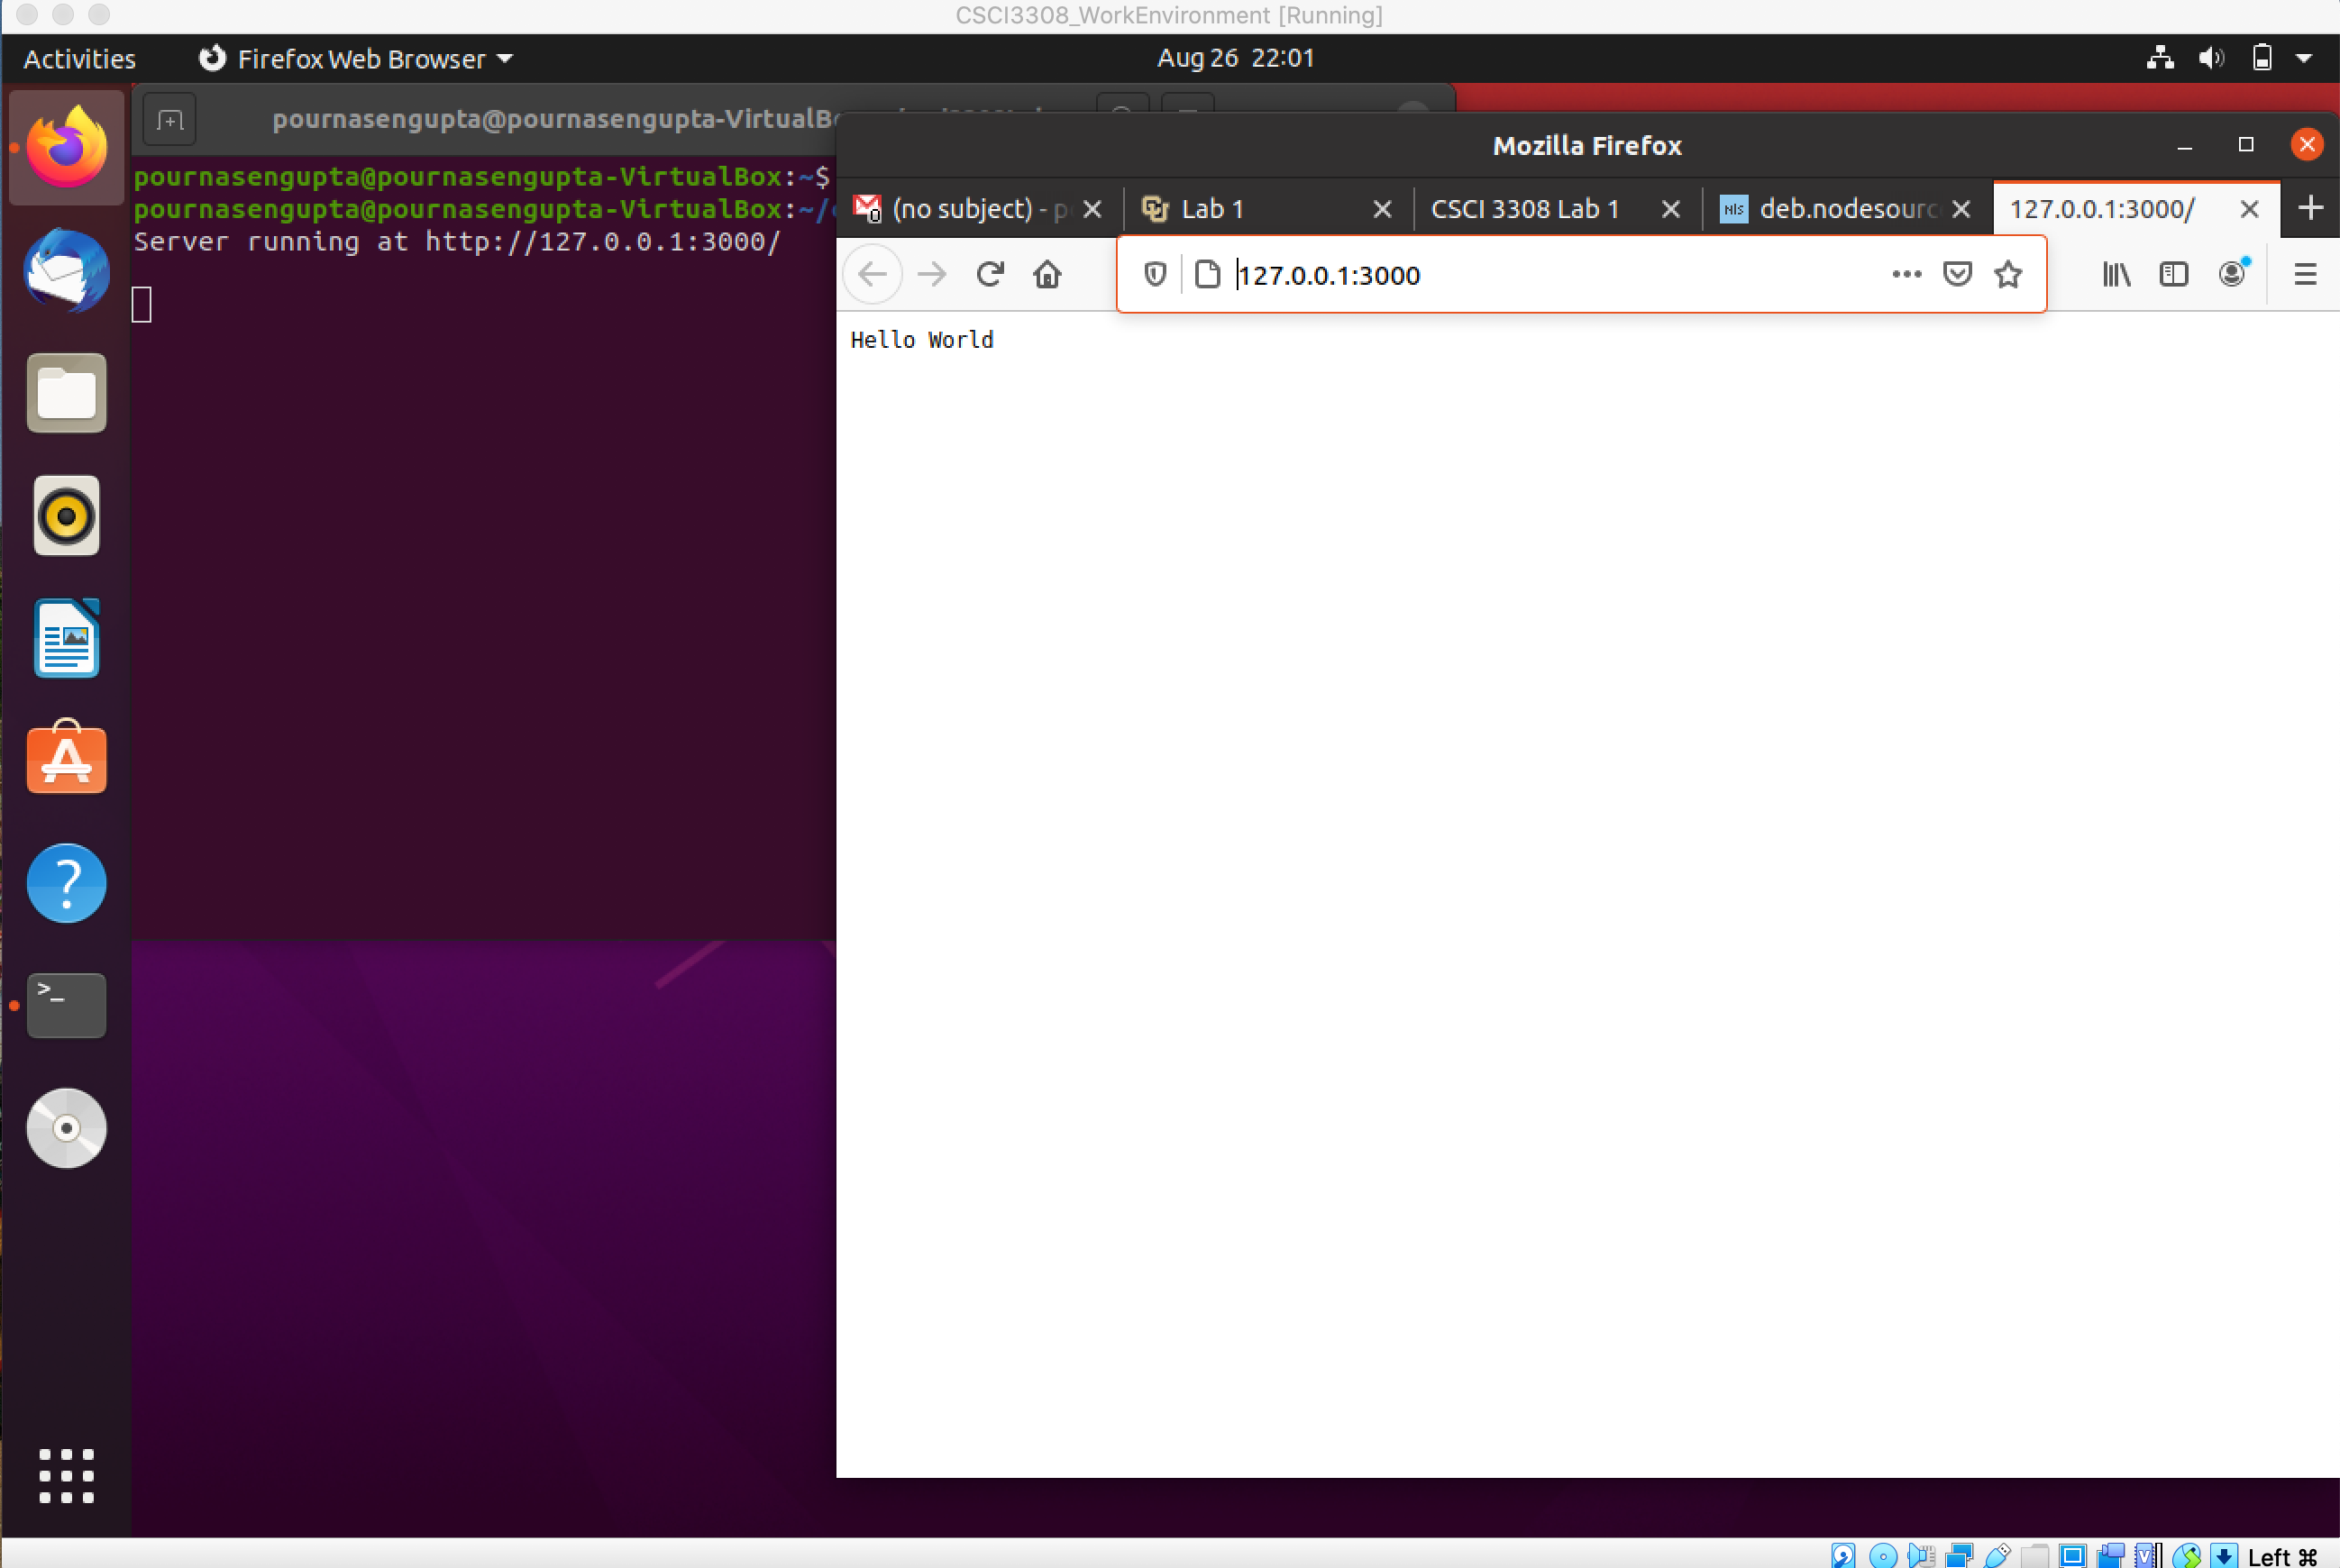 CSCI3308_WorkEnvironment [Running]
Activities Firefox Web Browser Aug 26 22:01
pournasengupta@pournasengupta-VirtualB
pournasengupta@pournasengupta-VirtualBox:~$
pournasengupta@pournasengupta-VirtualBox:~/
Server running at http://127.0.0.1:3000/
Mozilla Firefox
(no subject) - p Lab 1 CSCI 3308 Lab 1 deb.nodesourc 127.0.0.1:3000/
127.0.0.1:3000
Hello World
Left ⌘